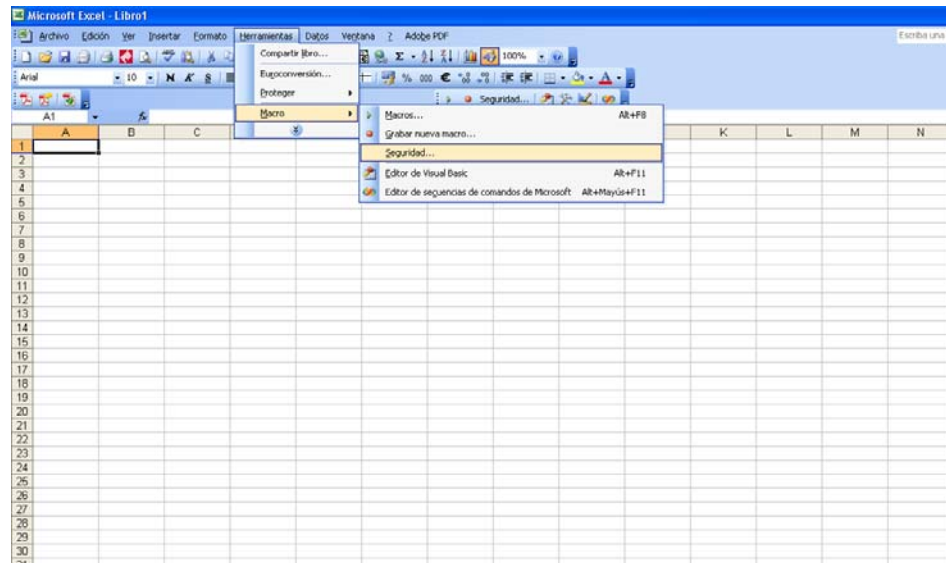 Microsoft Excel - Libro1
Archivo Edición Ver Insertar Formato Herramientas Datos Ventana ? Adobe PDF
Escriba una
Compartir libro...
100%
Arial 10 N K S
Euroconversión...
% 000 €
Proteger
Seguridad...
A1 fx
Macro
Macros... Alt+F8
A B C K L M N
Grabar nueva macro...
Seguridad...
Editor de Visual Basic Alt+F11
Editor de secuencias de comandos de Microsoft Alt+Mayús+F11
1
2
3
4
5
6
7
8
9
10
11
12
13
14
15
16
17
18
19
20
21
22
23
24
25
26
27
28
29
30